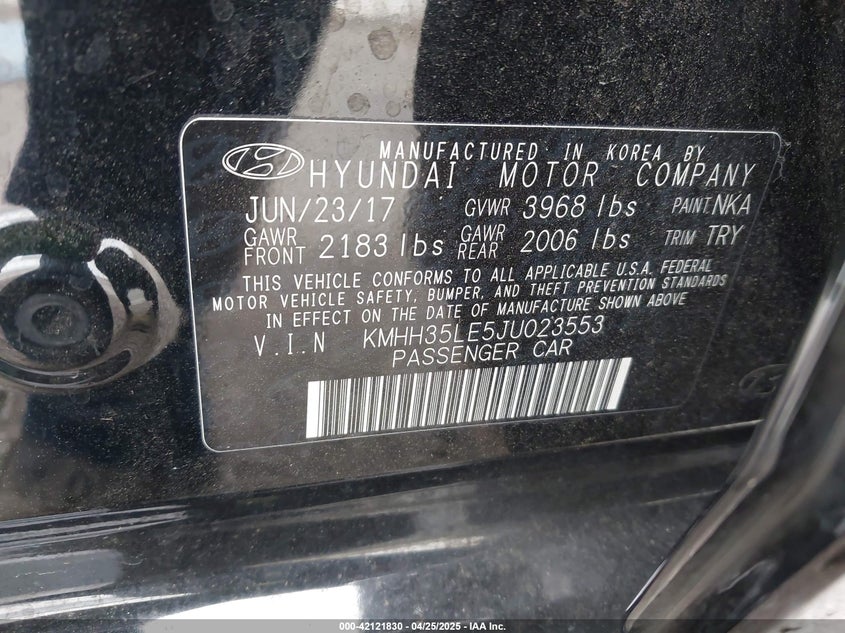 MANUFACTURED IN KOREA BY
HYUNDAI MOTOR COMPANY
JUN/23/17 GVWR 3968 lbs PAINT NKA
GAWR FRONT 2183 lbs GAWR REAR 2006 lbs TRIM TRY
THIS VEHICLE CONFORMS TO ALL APPLICABLE U.S.A. FEDERAL
MOTOR VEHICLE SAFETY, BUMPER, AND THEFT PREVENTION STANDARDS
IN EFFECT ON THE DATE OF MANUFACTURE SHOWN ABOVE
V.I.N KMHH35LE5JU023553
PASSENGER CAR
000-42121830 - 04/25/2025 - IAA Inc.